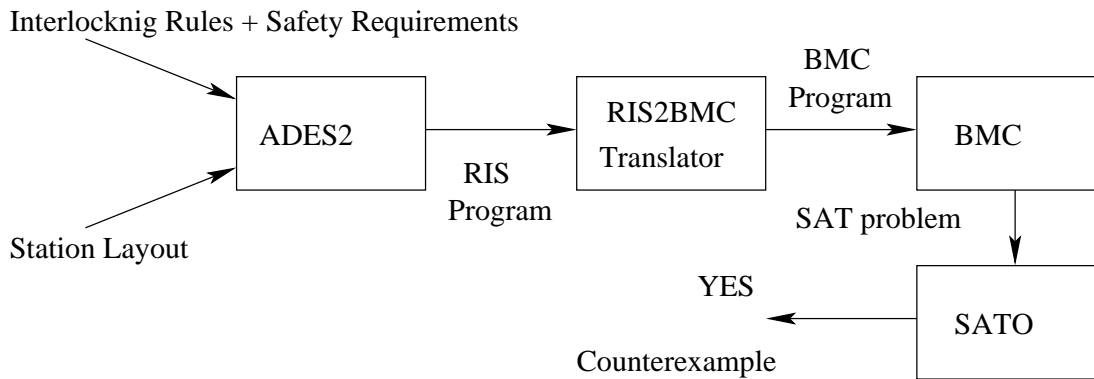 Interlocknig Rules + Safety Requirements
ADES2
Station Layout
RIS
Program
RIS2BMC
Translator
BMC
Program
BMC
SAT problem
SATO
YES
Counterexample